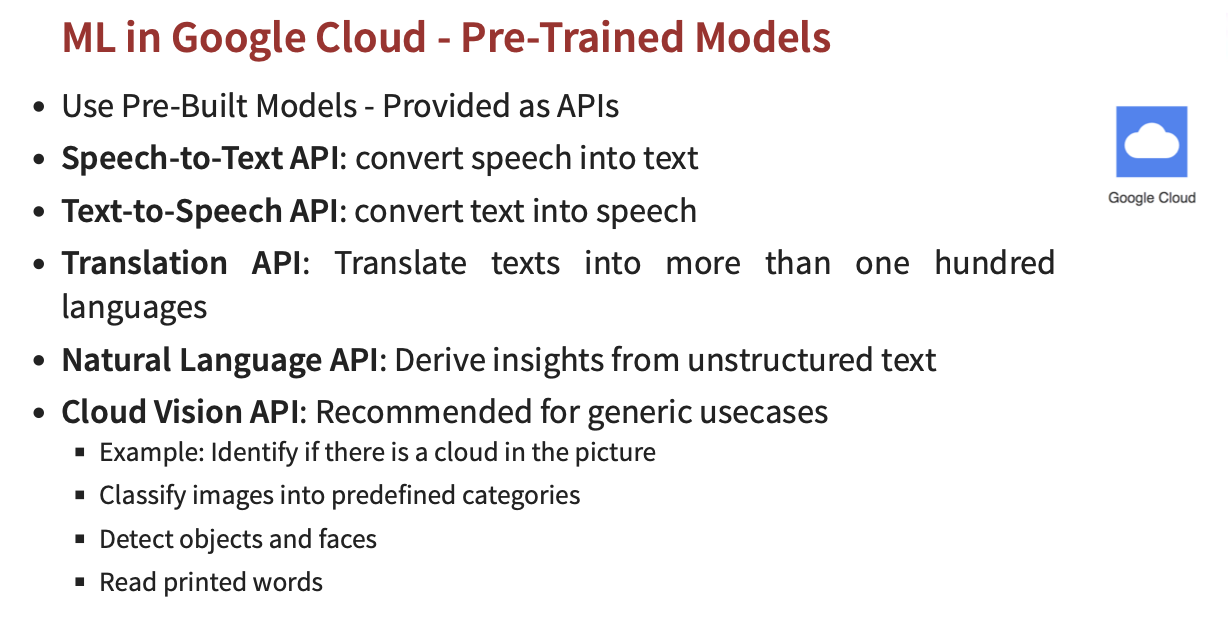 ML in Google Cloud - Pre-Trained Models
• Use Pre-Built Models - Provided as APIs
• Speech-to-Text API: convert speech into text
• Text-to-Speech API: convert text into speech
• Translation API: Translate texts into more than one hundred
languages
• Natural Language API: Derive insights from unstructured text
• Cloud Vision API: Recommended for generic usecases
▪ Example: Identify if there is a cloud in the picture
▪ Classify images into predefined categories
▪ Detect objects and faces
▪ Read printed words
Google Cloud